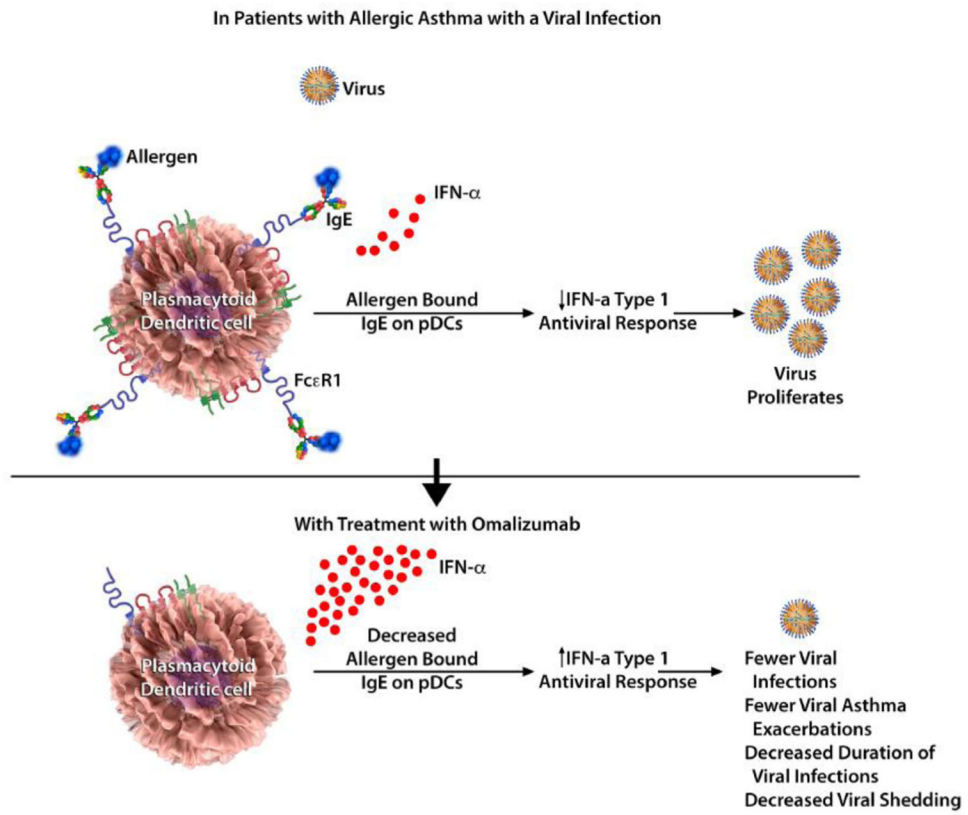 In Patients with Allergic Asthma with a Viral Infection
Virus
Allergen
IgE
IFN-α
Plasmacytoid
Dendritic cell
Allergen Bound
IgE on pDCs
↓IFN-a Type 1
Antiviral Response
FcεR1
Virus
Proliferates
With Treatment with Omalizumab
IFN-α
Plasmacytoid
Dendritic cell
Decreased
Allergen Bound
IgE on pDCs
↑IFN-a Type 1
Antiviral Response
Fewer Viral
Infections
Fewer Viral Asthma
Exacerbations
Decreased Duration of
Viral Infections
Decreased Viral Shedding